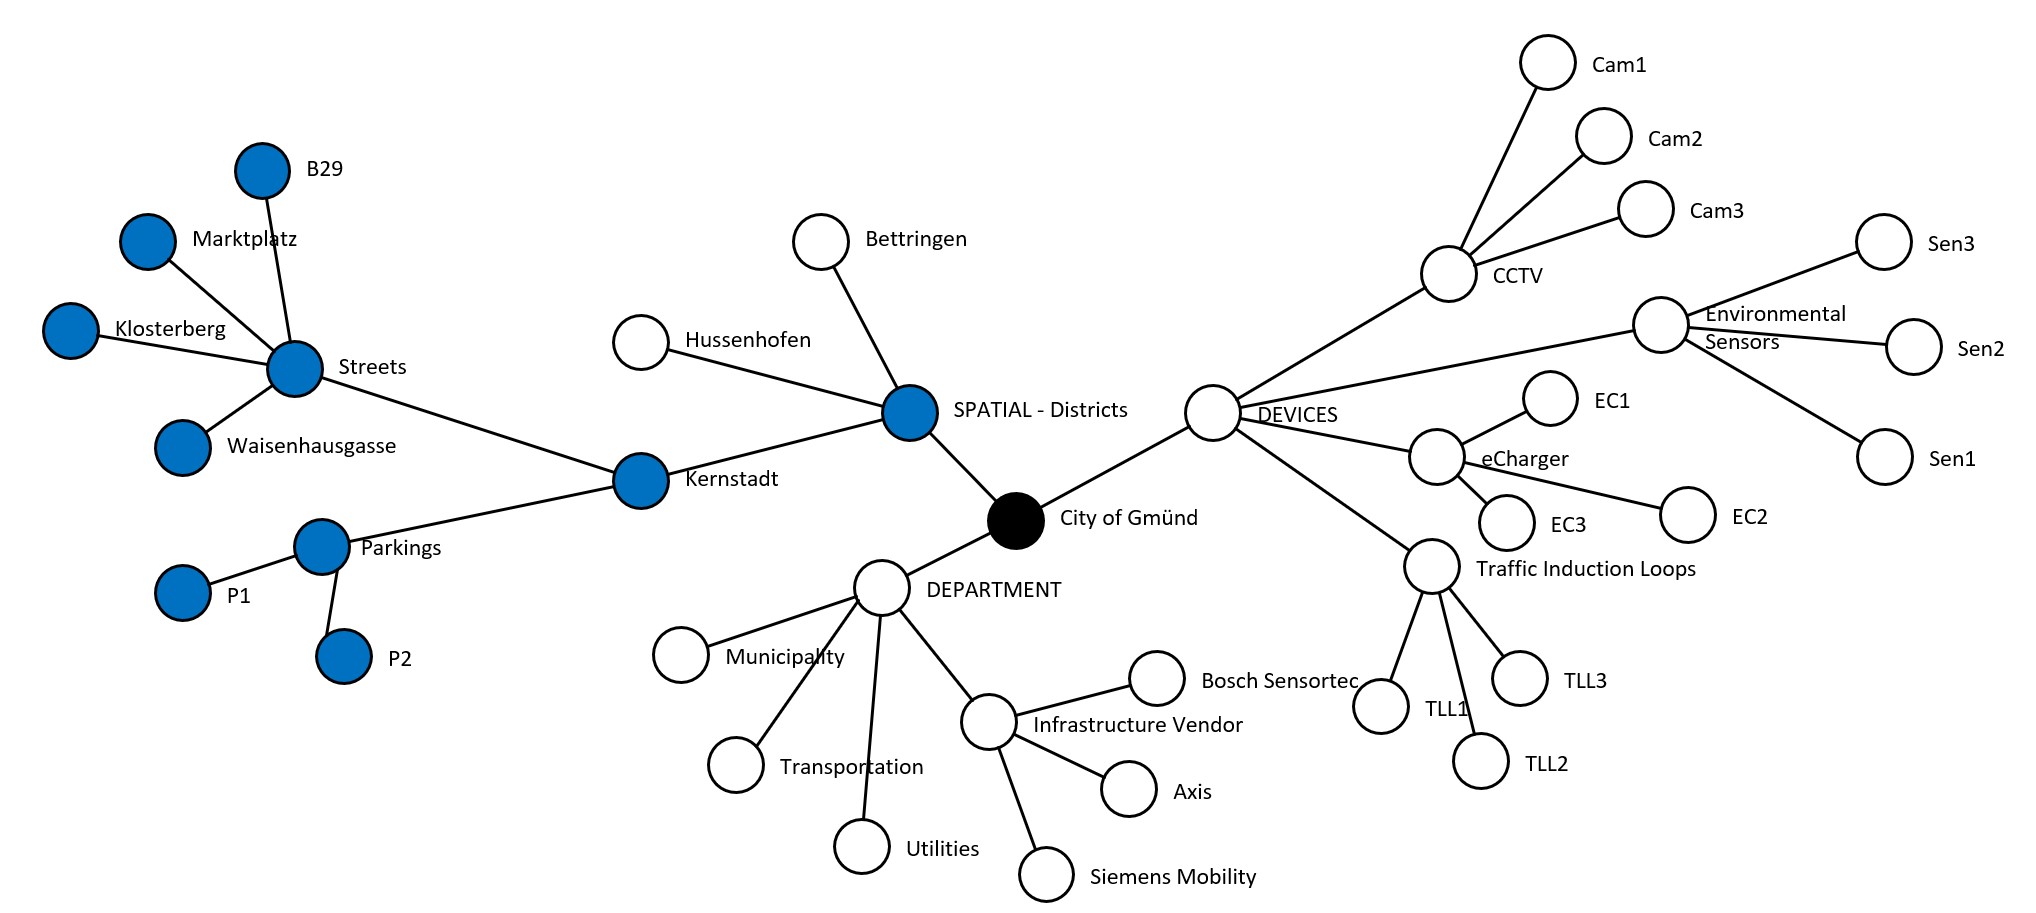 Cam1
Cam2
B29
Cam3
Marktplatz
Bettringen
Sen3
CCTV
Environmental
Sensors
Klosterberg
Hussenhofen
Sen2
Streets
EC1
SPATIAL - Districts
DEVICES
Waisenhausgasse
eCharger
Sen1
Kernstadt
City of Gmünd
EC3
EC2
Parkings
Traffic Induction Loops
P1
DEPARTMENT
P2
Municipality
Bosch Sensortec
TLL3
TLL1
Infrastructure Vendor
Transportation
TLL2
Axis
Utilities
Siemens Mobility